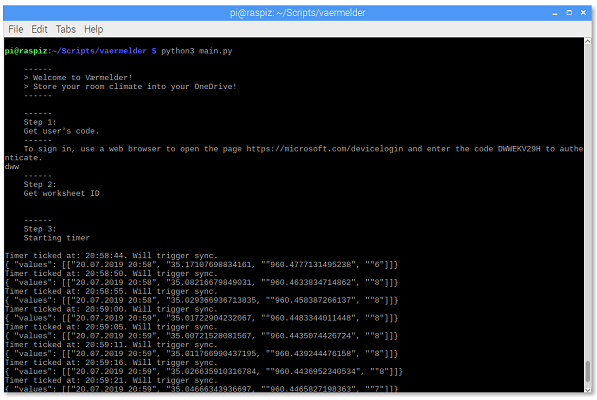 pi@raspiz: ~/Scripts/vaermelder
File Edit Tabs Help
pi@raspiz:~/Scripts/vaermelder $ python3 main.py
------
> Welcome to Værmelder!
> Store your room climate into your OneDrive!
------
------
Step 1:
Get user's code.
------
To sign in, use a web browser to open the page https://microsoft.com/devicelogin and enter the code DWWEKV29H to authe
nticate.
dww
------
Step 2:
Get worksheet ID
------
Step 3:
Starting timer
Timer ticked at: 20:58:44. Will trigger sync.
{ "values": [["20.07.2019 20:58", "35.17107698834161, ""960.4777131495238", ""6"]]}
Timer ticked at: 20:58:50. Will trigger sync.
{ "values": [["20.07.2019 20:58", "35.08216679849031, ""960.4633834714862", ""8"]]}
Timer ticked at: 20:58:55. Will trigger sync.
{ "values": [["20.07.2019 20:58", "35.029366936713835, ""960.458387266137", ""8"]]}
Timer ticked at: 20:59:00. Will trigger sync.
{ "values": [["20.07.2019 20:59", "35.01722904232067, ""960.4483344011448", ""8"]]}
Timer ticked at: 20:59:05. Will trigger sync.
{ "values": [["20.07.2019 20:59", "35.00721528081567, ""960.4435074426724", ""8"]]}
Timer ticked at: 20:59:11. Will trigger sync.
{ "values": [["20.07.2019 20:59", "35.011766990437195, ""960.439244476158", ""8"]]}
Timer ticked at: 20:59:16. Will trigger sync.
{ "values": [["20.07.2019 20:59", "35.026635910316784, ""960.4436952340534", ""8"]]}
Timer ticked at: 20:59:21. Will trigger sync.
{ "values": [["20.07.2019 20:59", "35.04666343936697, ""960.4465827198363", ""7"]]}